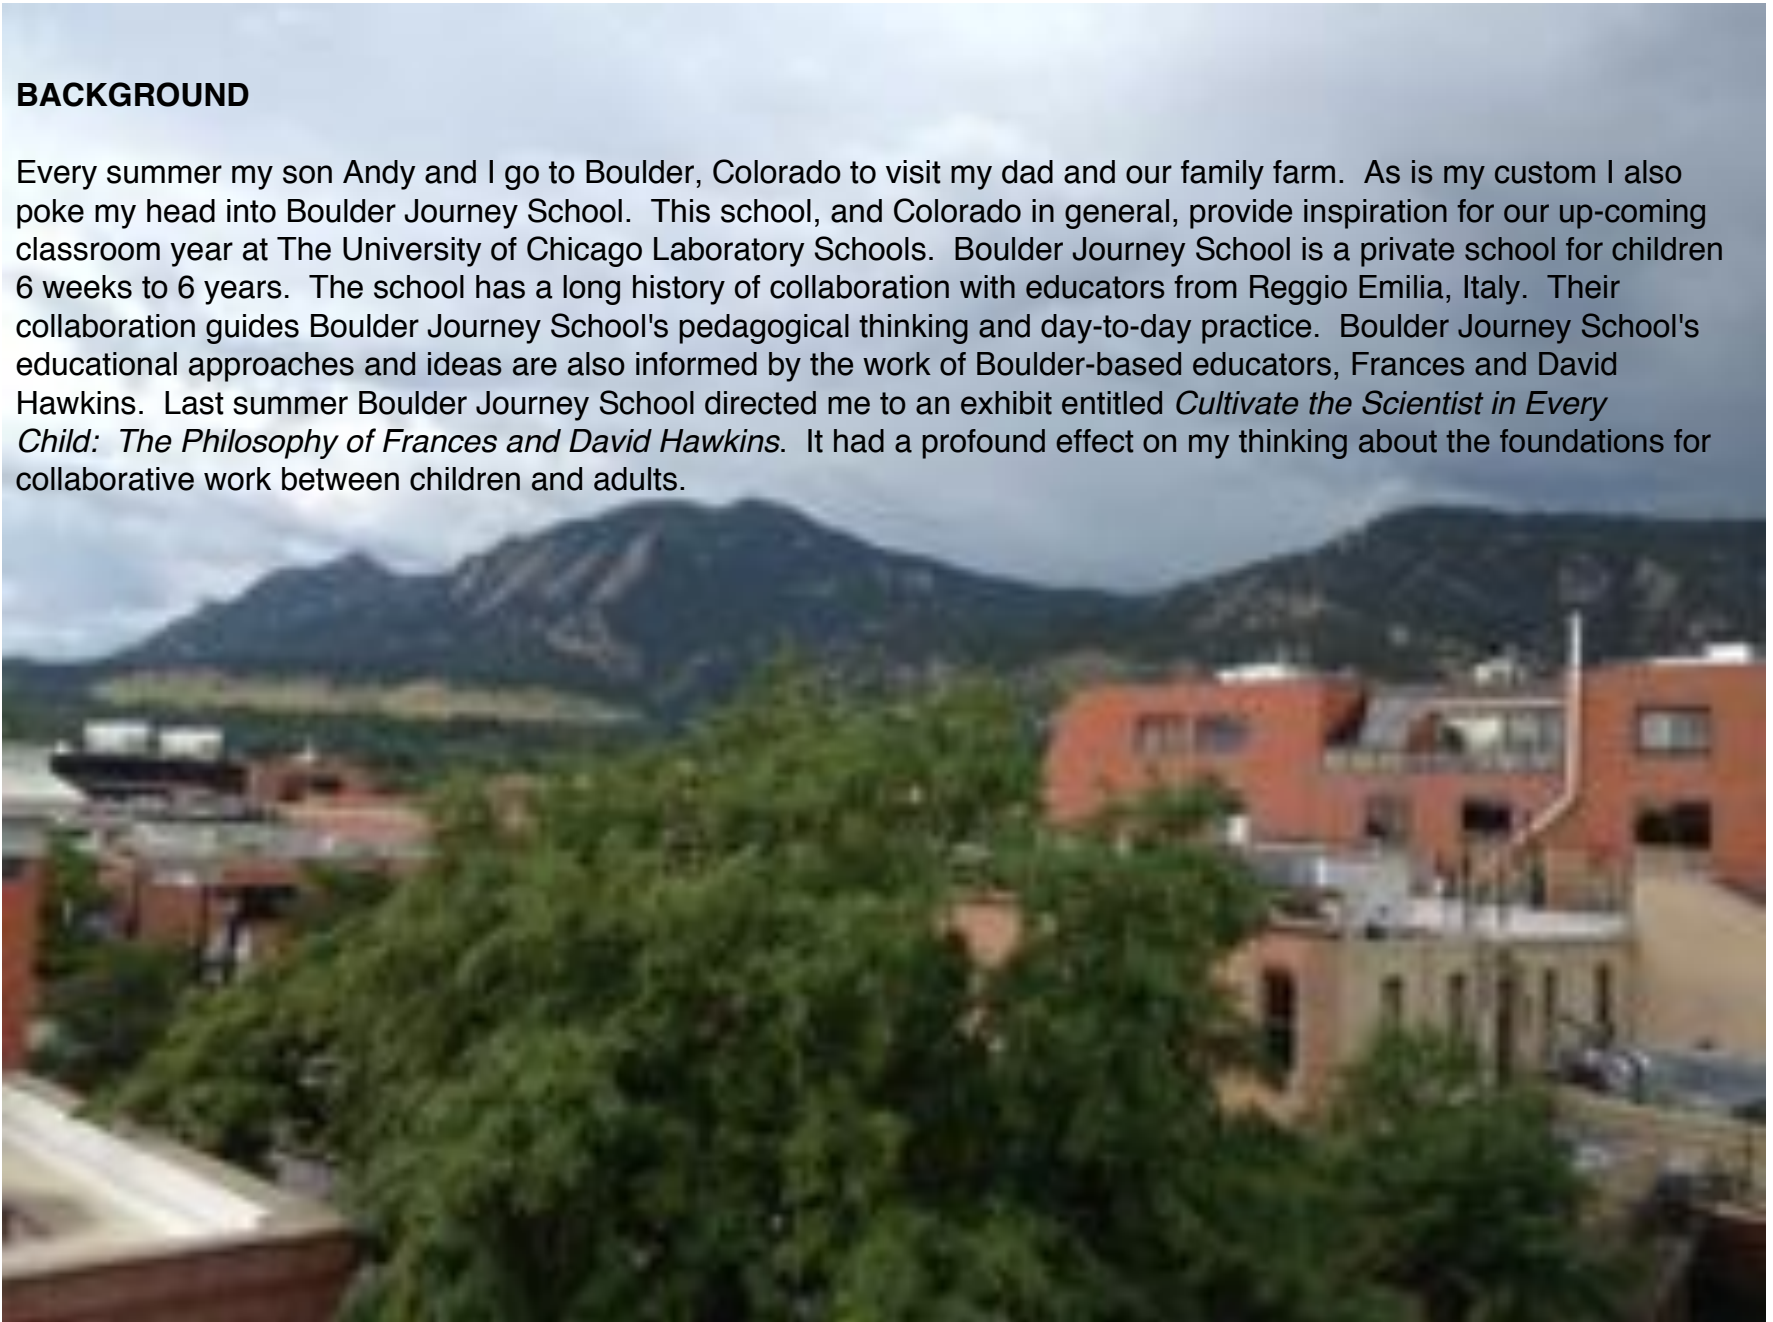 BACKGROUND
Every summer my son Andy and I go to Boulder, Colorado to visit my dad and our family farm.  As is my custom I also
poke my head into Boulder Journey School.  This school, and Colorado in general, provide inspiration for our up-coming
classroom year at The University of Chicago Laboratory Schools.  Boulder Journey School is a private school for children
6 weeks to 6 years.  The school has a long history of collaboration with educators from Reggio Emilia, Italy.  Their
collaboration guides Boulder Journey School's pedagogical thinking and day-to-day practice.  Boulder Journey School's
educational approaches and ideas are also informed by the work of Boulder-based educators, Frances and David
Hawkins.  Last summer Boulder Journey School directed me to an exhibit entitled Cultivate the Scientist in Every
Child:  The Philosophy of Frances and David Hawkins.  It had a profound effect on my thinking about the foundations for
collaborative work between children and adults.